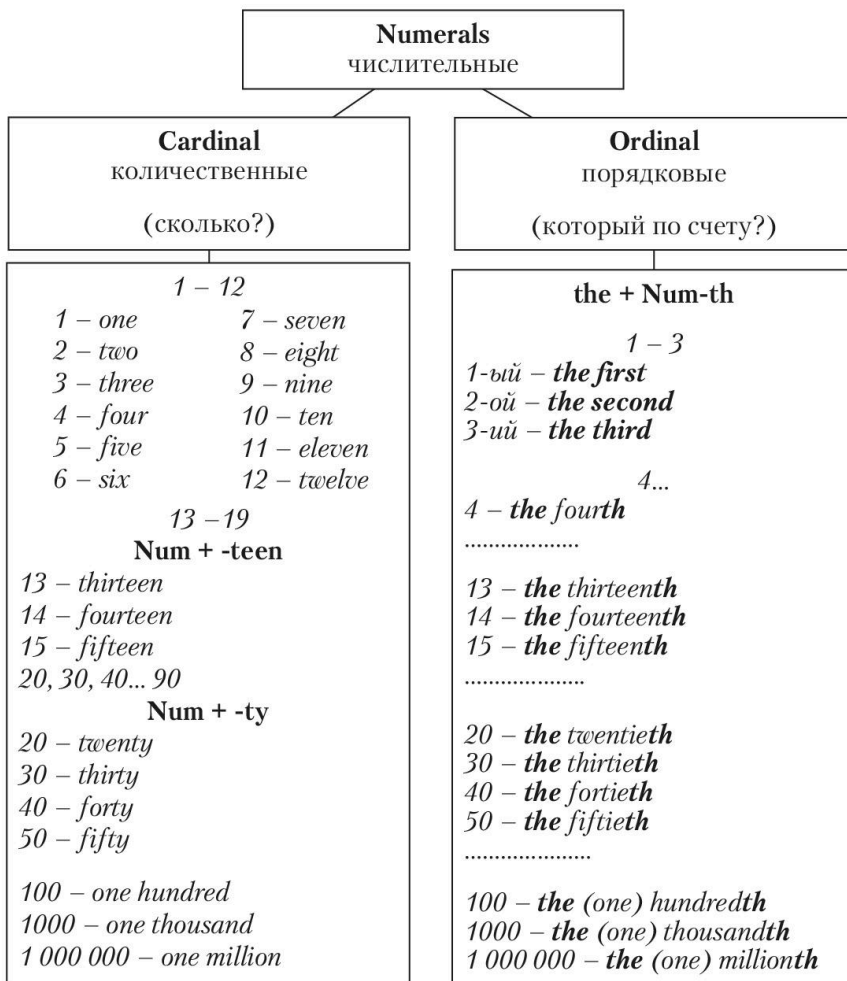 Numerals
числительные
Cardinal
количественные
(сколько?)
1 – 12
1 – one
2 – two
3 – three
4 – four
5 – five
6 – six
7 – seven
8 – eight
9 – nine
10 – ten
11 – eleven
12 – twelve
13 –19
Num + -teen
13 – thirteen
14 – fourteen
15 – fifteen
20, 30, 40... 90
Num + -ty
20 – twenty
30 – thirty
40 – forty
50 – fifty
100 – one hundred
1000 – one thousand
1 000 000 – one million
Ordinal
порядковые
(который по счету?)
the + Num-th
1 – 3
1-ый – the first
2-ой – the second
3-ий – the third
4...
4 – the fourth
...................
13 – the thirteenth
14 – the fourteenth
15 – the fifteenth
....................
20 – the twentieth
30 – the thirtieth
40 – the fortieth
50 – the fiftieth
.....................
100 – the (one) hundredth
1000 – the (one) thousandth
1 000 000 – the (one) millionth